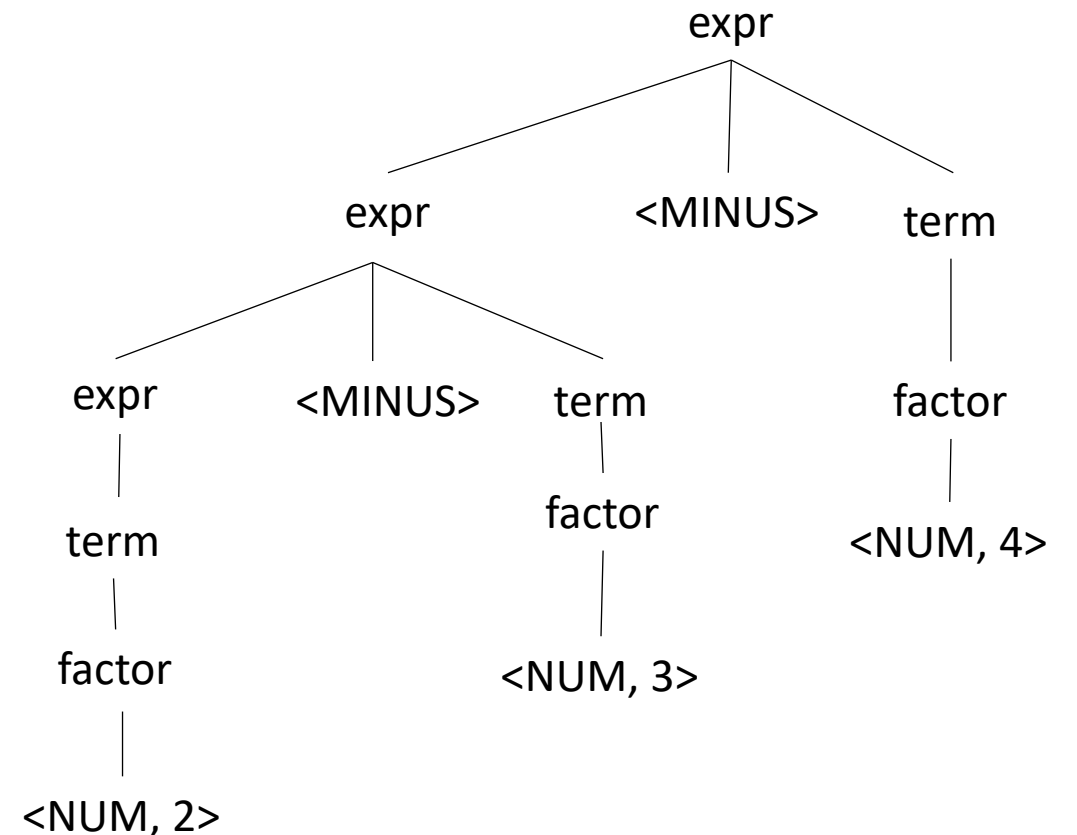 expr
expr <MINUS> term
expr <MINUS> term factor
factor
term <NUM, 4>
factor <NUM, 3>
<NUM, 2>